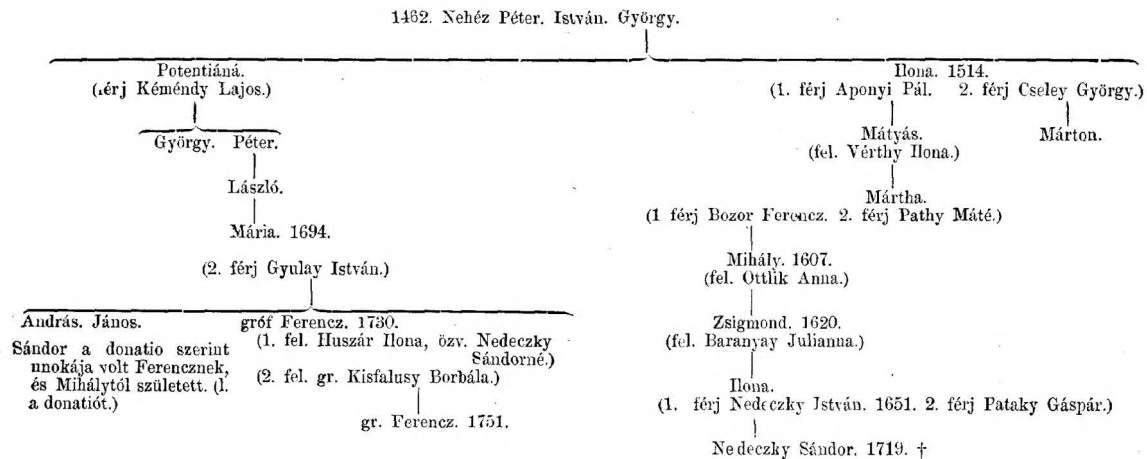 1462. Nehéz Péter. István. György.
Potentiáná.
(férj Kéméndy Lajos.)
György. Péter.
László.
Mária. 1694.
(2. férj Gyulay István.)
András. János.
Sándor a donatio szerint
unokája volt Ferencznek,
és Mihálytól született. (l.
a donatiót.)
gróf Ferencz. 1730.
(1. fel. Huszár Ilona, özv. Nedeczky
Sándorné.)
(2. fel. gr. Kisfalusy Borbála.)
gr. Ferencz. 1751.
Ilona. 1514.
(1. férj Aponyi Pál. 2. férj Cseley György.)
Mátyás. Márton.
(fel. Vérthy Ilona.)
Mártha.
(1 férj Bozor Ferencz. 2. férj Pathy Máté.)
Mihály. 1607.
(fel. Ottlik Anna.)
Zsigmond. 1620.
(fel. Baranyay Julianna.)
Ilona.
(1. férj Nedeczky István. 1651. 2. férj Pataky Gáspár.)
Nedeczky Sándor. 1719. †